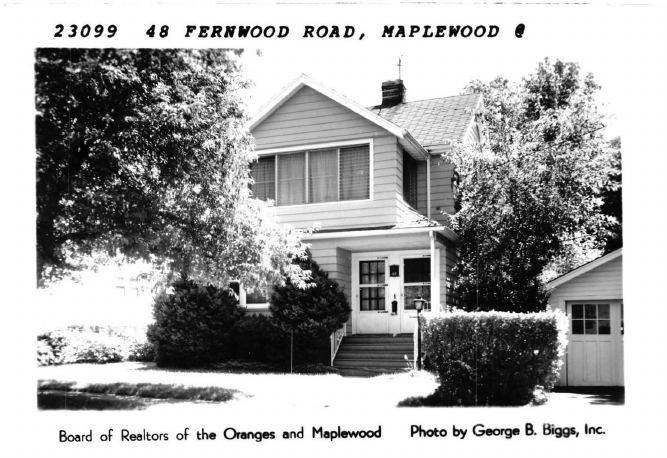 23099 48 FERNWOOD ROAD, MAPLEWOOD @
Board of Realtors of the Oranges and Maplewood Photo by George B. Biggs, Inc.